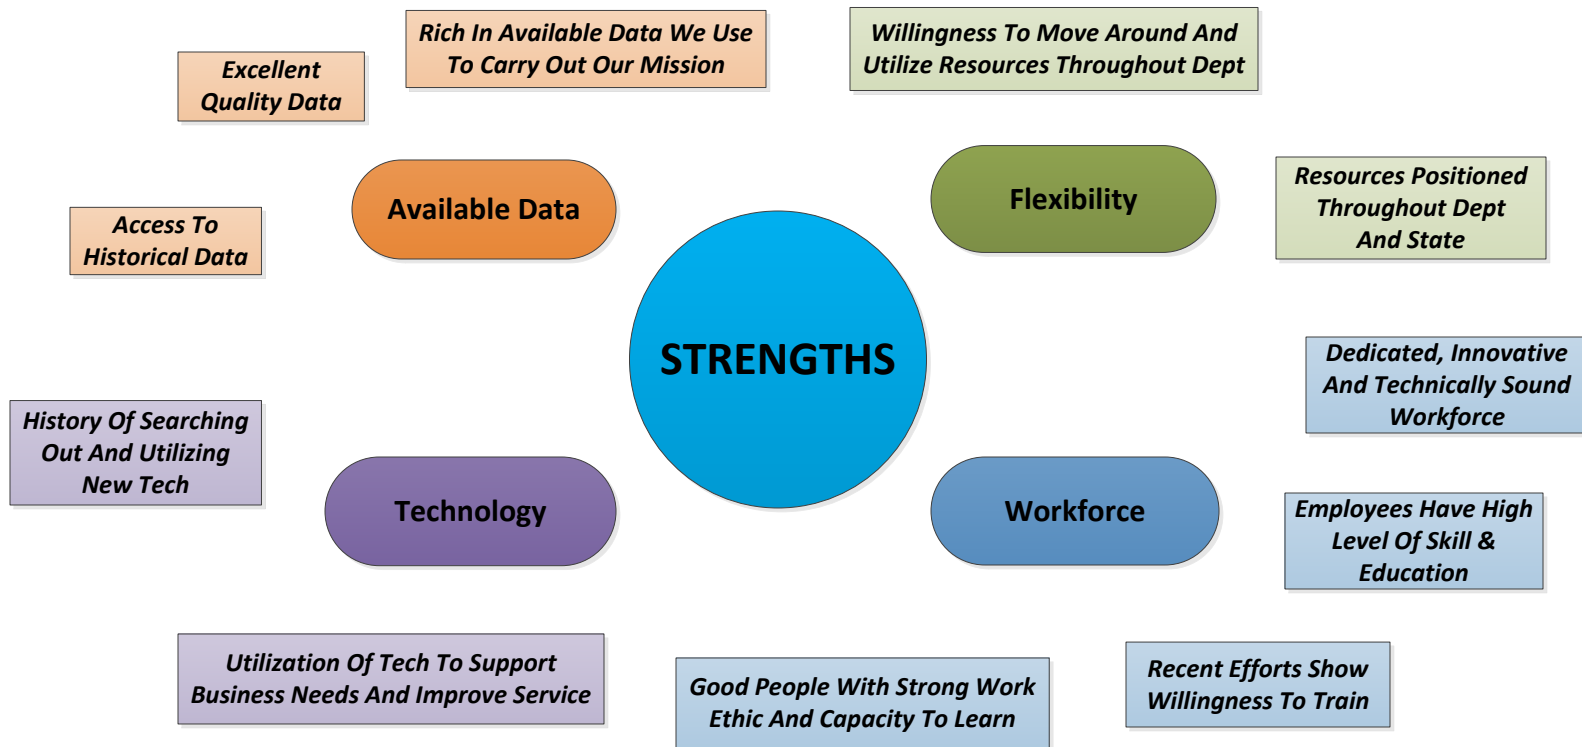 Rich In Available Data We Use
To Carry Out Our Mission
Willingness To Move Around And
Utilize Resources Throughout Dept
Excellent
Quality Data
Available Data
Flexibility
Resources Positioned
Throughout Dept
And State
Access To
Historical Data
STRENGTHS
Dedicated, Innovative
And Technically Sound
Workforce
History Of Searching
Out And Utilizing
New Tech
Technology
Workforce
Employees Have High
Level Of Skill &
Education
Utilization Of Tech To Support
Business Needs And Improve Service
Good People With Strong Work
Ethic And Capacity To Learn
Recent Efforts Show
Willingness To Train